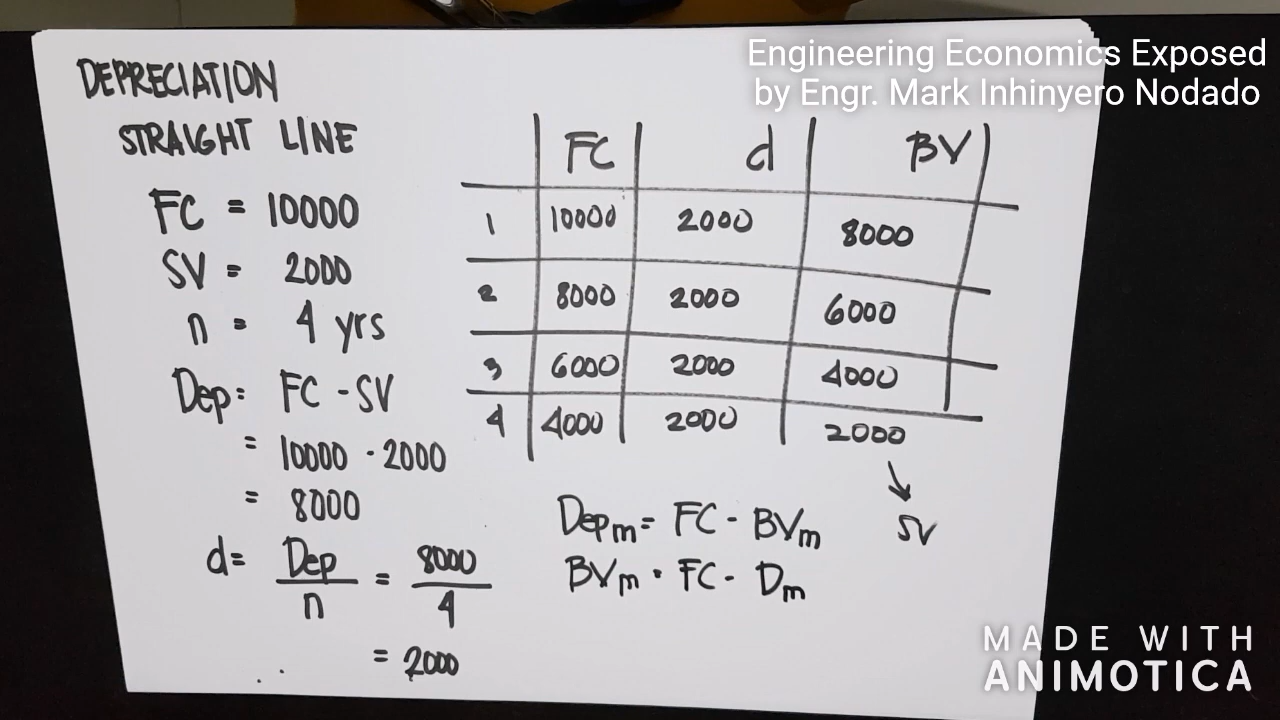 Engineering Economics Exposed
by Engr. Mark Inhinyero Nodado
DEPRECIATION
STRAIGHT LINE
FC = 10000
SV = 2000
n = 4 yrs
Dep = FC - SV
= 10000 - 2000
= 8000
d = Dep / n = 8000 / 4
= 2000
FC d BV
1 10000 2000 8000
2 8000 2000 6000
3 6000 2000 4000
4 4000 2000 2000
SV
Depm = FC - BVm
BVm = FC - Dm
MADE WITH
ANIMOTICA